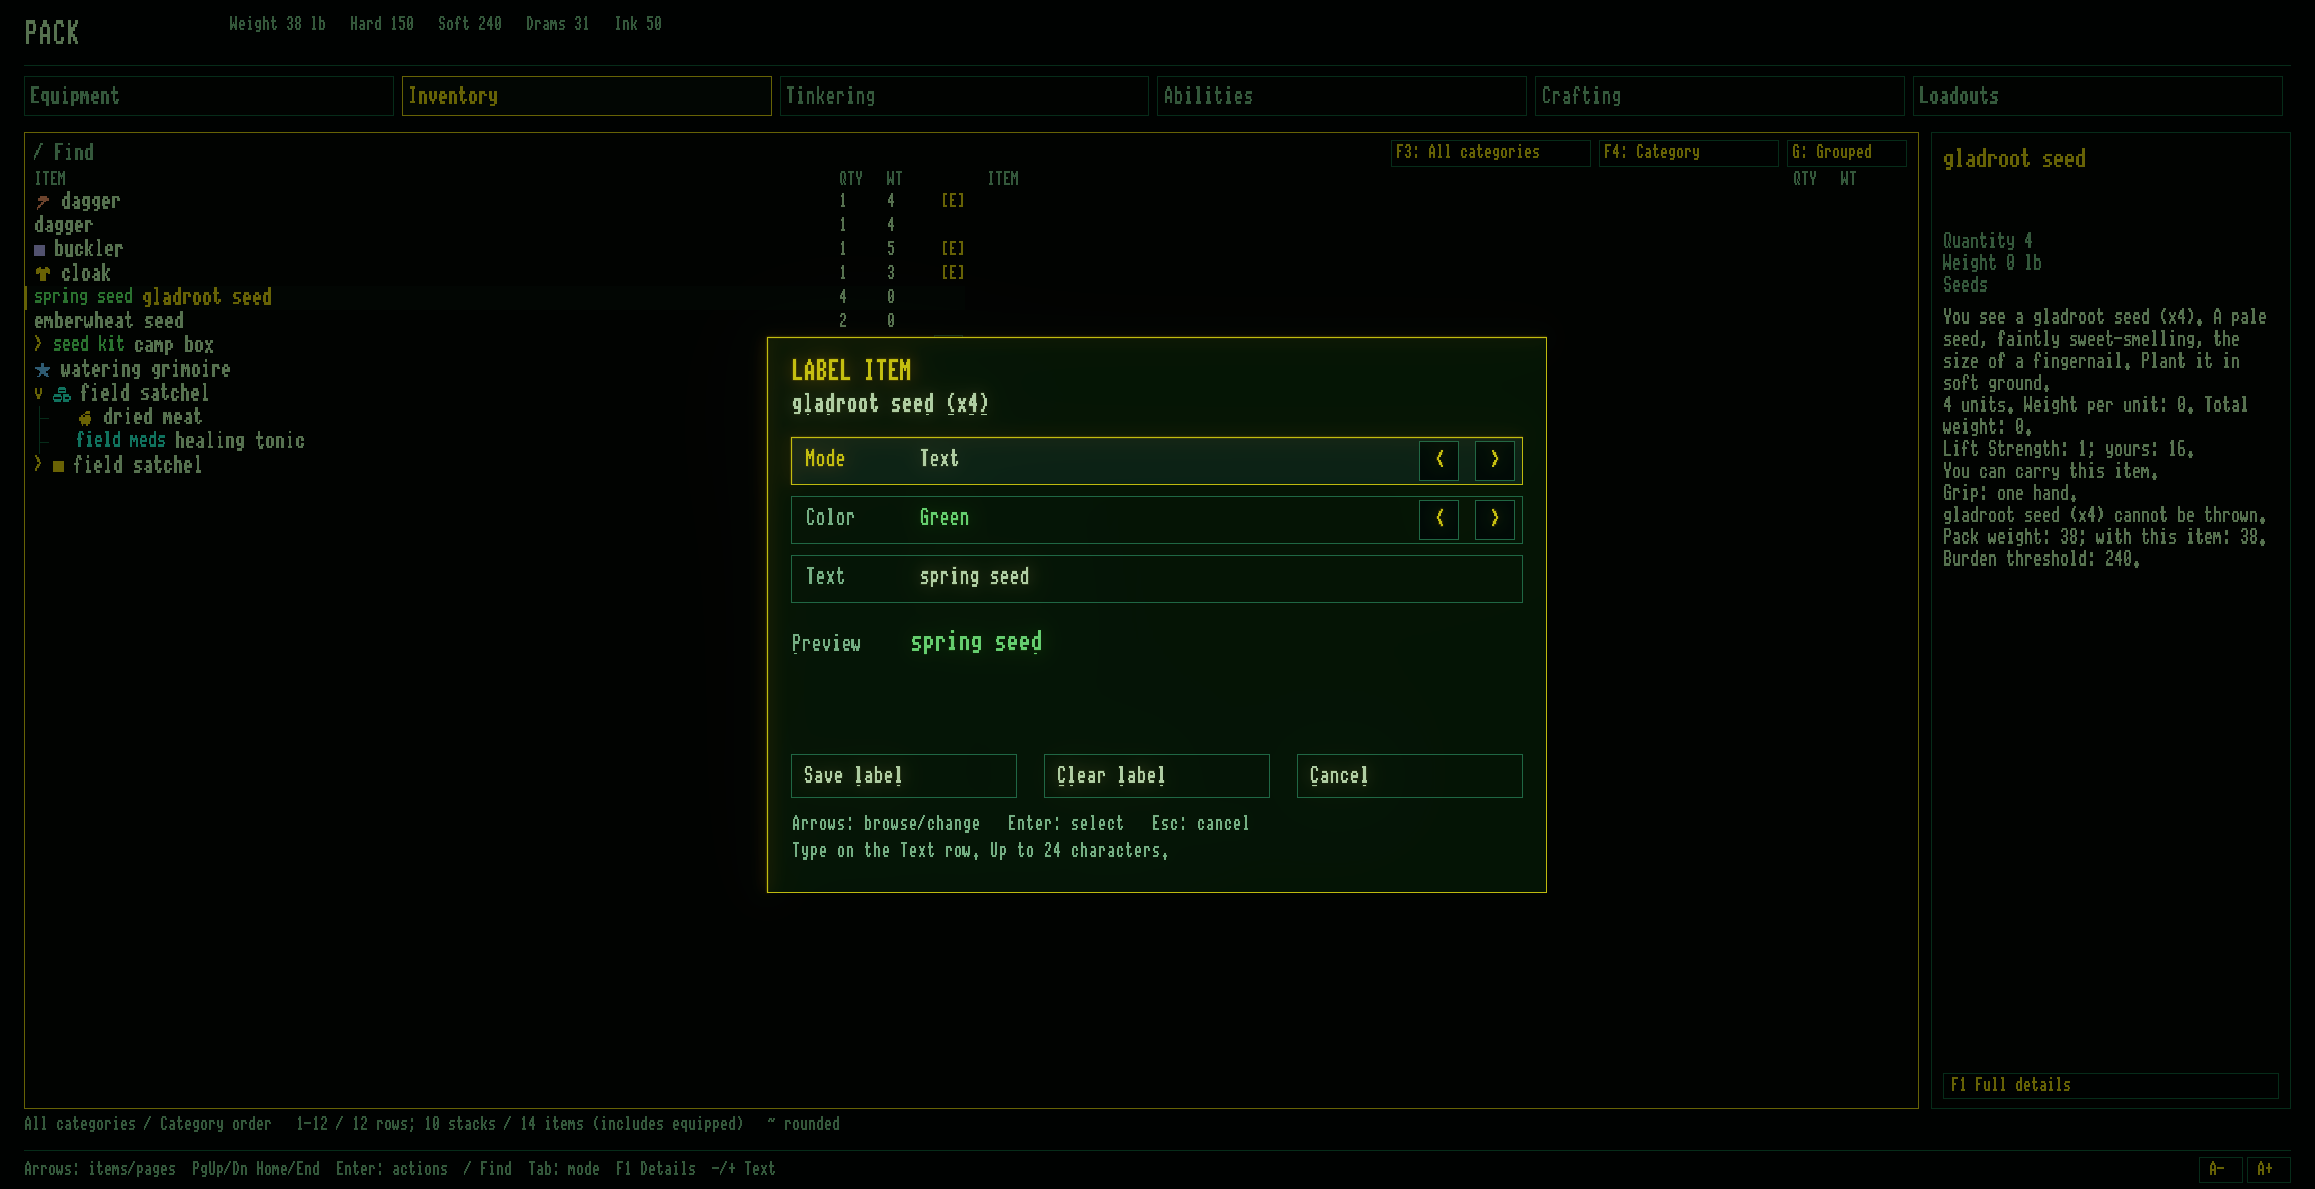 PACK
Weight 38 lb Hard 150 Soft 240 Drams 31 Ink 50
Equipment Inventory Tinkering Abilities Crafting Loadouts
/ Find F3: All categories F4: Category G: Grouped
ITEM QTY WT ITEM QTY WT
dagger 1 4 [E]
dagger 1 4
buckler 1 5 [E]
cloak 1 3 [E]
spring seed gladroot seed 4 0
emberwheat seed 2 0
> seed kit camp box
watering grimoire
v field satchel
dried meat
field meds healing tonic
> field satchel
LABEL ITEM
gladroot seed (x4)
Mode Text < >
Color Green < >
Text spring seed
Preview spring seed
Save label Clear label Cancel
Arrows: browse/change Enter: select Esc: cancel
Type on the Text row. Up to 24 characters.
gladroot seed
Quantity 4
Weight 0 lb
Seeds
You see a gladroot seed (x4). A pale
seed, faintly sweet-smelling, the
size of a fingernail. Plant it in
soft ground.
4 units. Weight per unit: 0. Total
weight: 0.
Lift Strength: 1; yours: 16.
You can carry this item.
Grip: one hand.
gladroot seed (x4) cannot be thrown.
Pack weight: 38; with this item: 38.
Burden threshold: 240.
F1 Full details
All categories / Category order 1-12 / 12 rows; 10 stacks / 14 items (includes equipped) ~ rounded
Arrows: items/pages PgUp/Dn Home/End Enter: actions / Find Tab: mode F1 Details -/+ Text A- A+